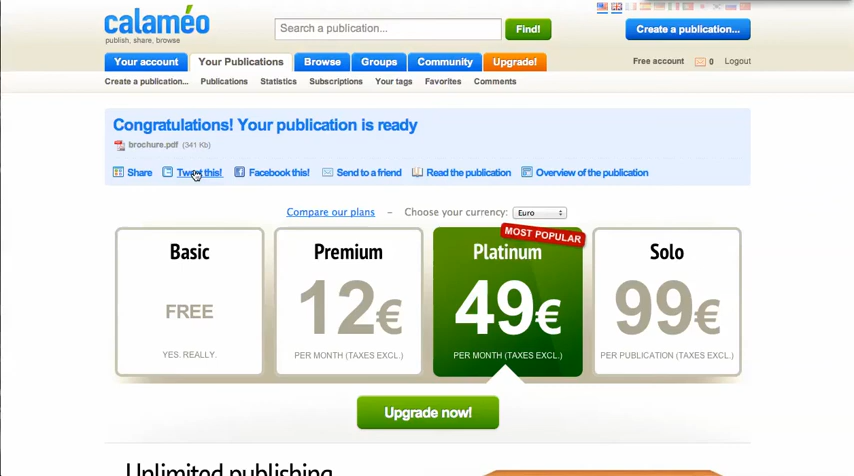 calaméo
publish, share, browse
Search a publication...
Find!
Create a publication...
Your account
Your Publications
Browse
Groups
Community
Upgrade!
Free account
0
Logout
Create a publication...
Publications
Statistics
Subscriptions
Your tags
Favorites
Comments
Congratulations! Your publication is ready
brochure.pdf (341 Kb)
Share
Tweet this!
Facebook this!
Send to a friend
Read the publication
Overview of the publication
Compare our plans – Choose your currency: Euro
MOST POPULAR
Basic
FREE
YES. REALLY.
Premium
12€
PER MONTH (TAXES EXCL.)
Platinum
49€
PER MONTH (TAXES EXCL.)
Solo
99€
PER PUBLICATION (TAXES EXCL.)
Upgrade now!
Unlimited publishing